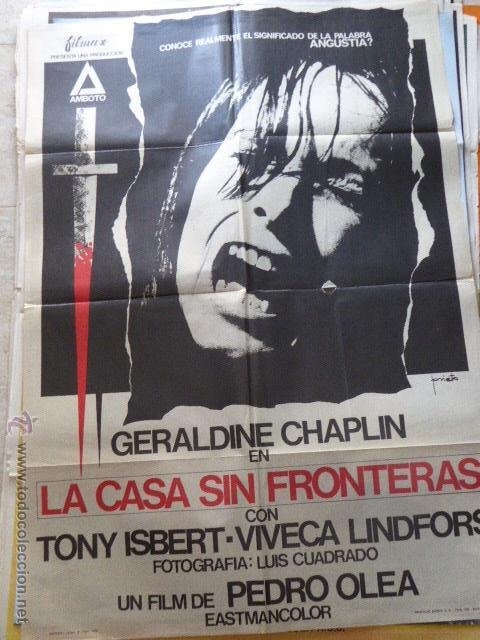 filmax
PRESENTA UNA PRODUCCION
AMBOTO
CONOCE REALMENTE EL SIGNIFICADO DE LA PALABRA
ANGUSTIA?
prieto
GERALDINE CHAPLIN
EN
LA CASA SIN FRONTERAS
CON
TONY ISBERT-VIVECA LINDFORS
FOTOGRAFIA: LUIS CUADRADO
UN FILM DE PEDRO OLEA
EASTMANCOLOR
www.todocoleccion.net